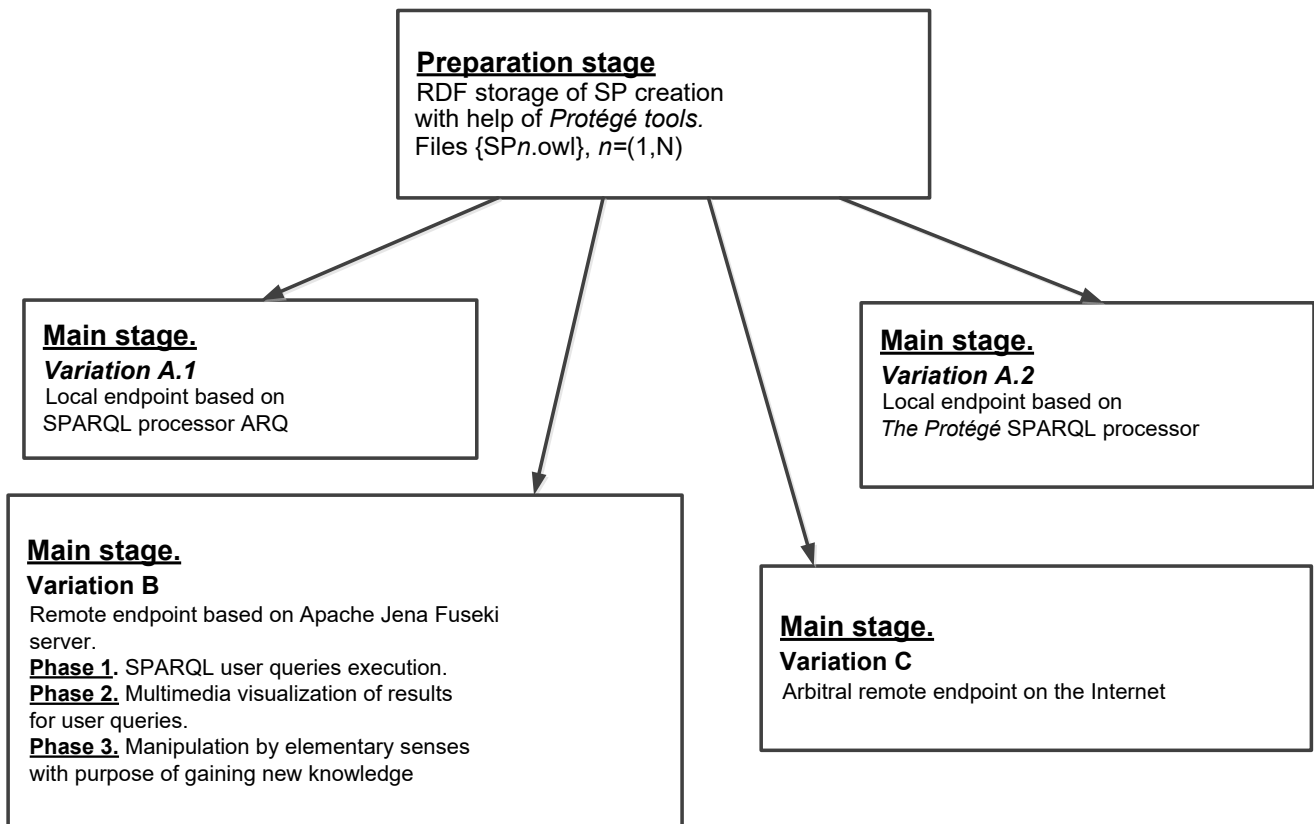 Preparation stage
RDF storage of SP creation
with help of Protégé tools.
Files {SPn.owl}, n=(1,N)
Main stage.
Variation A.1
Local endpoint based on
SPARQL processor ARQ
Main stage.
Variation A.2
Local endpoint based on
The Protégé SPARQL processor
Main stage.
Variation B
Remote endpoint based on Apache Jena Fuseki
server.
Phase 1. SPARQL user queries execution.
Phase 2. Multimedia visualization of results
for user queries.
Phase 3. Manipulation by elementary senses
with purpose of gaining new knowledge
Main stage.
Variation C
Arbitral remote endpoint on the Internet